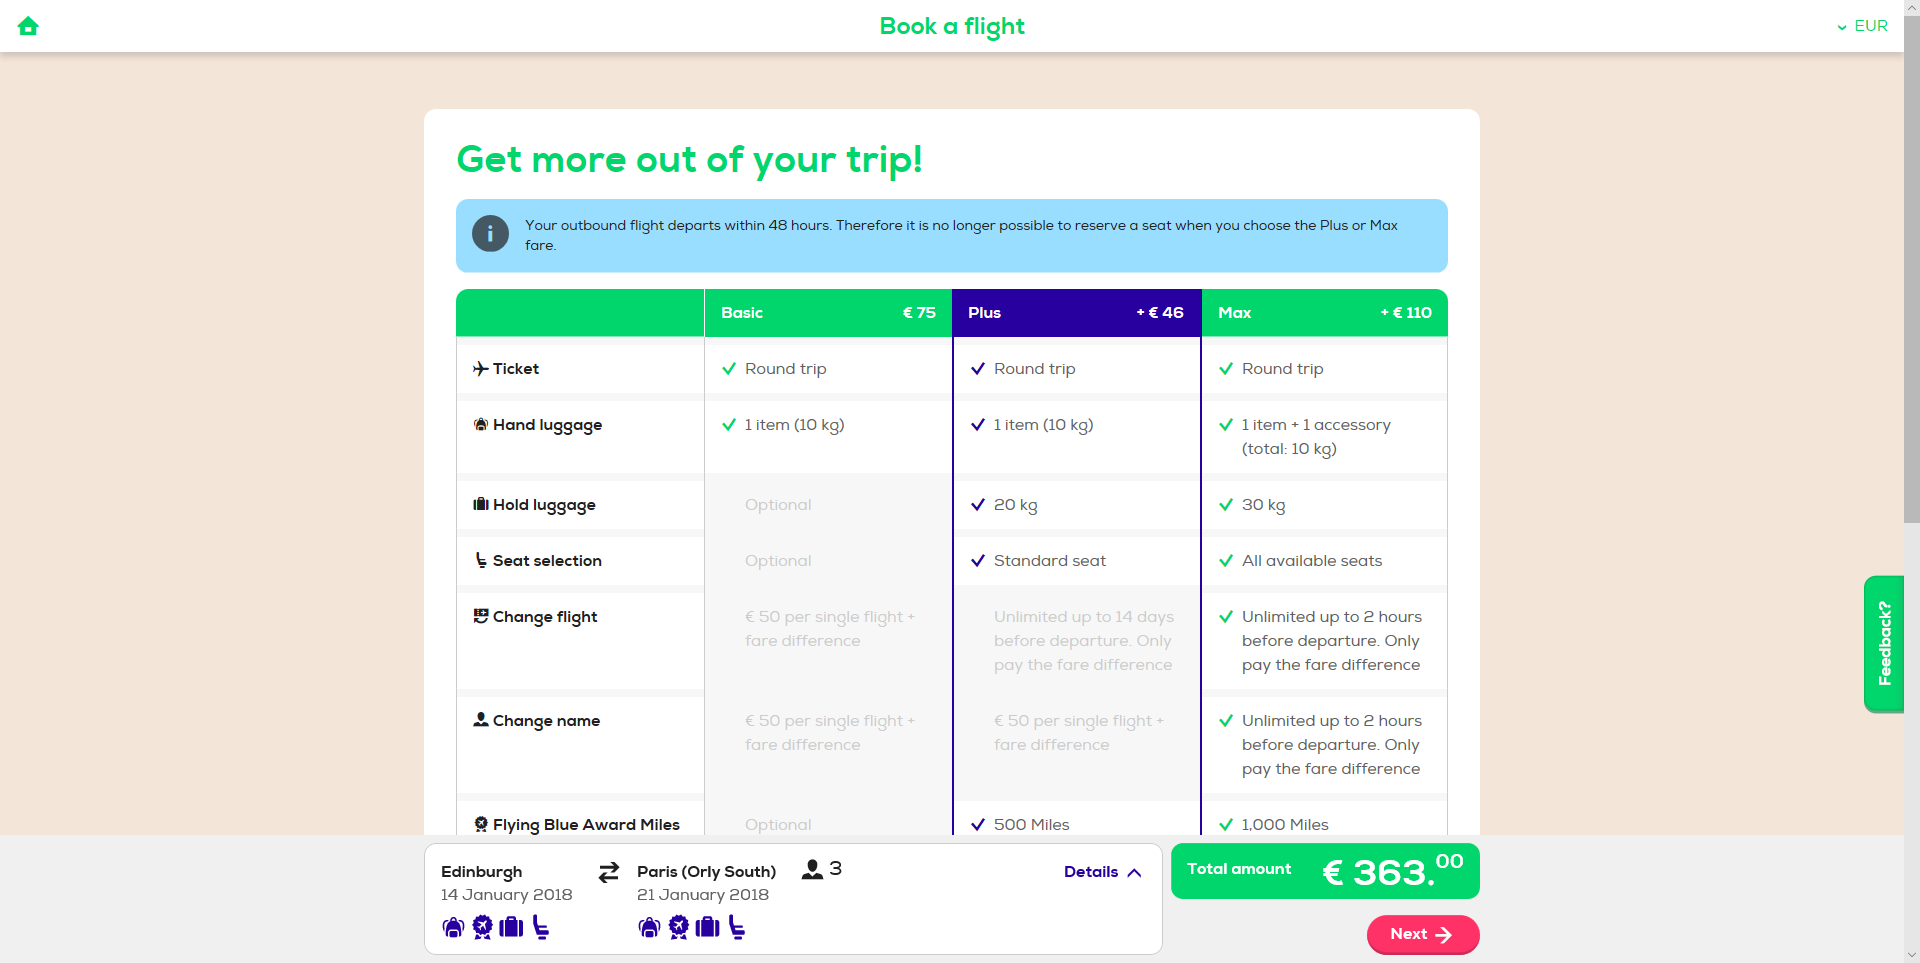 Book a flight
EUR
Get more out of your trip!
Your outbound flight departs within 48 hours. Therefore it is no longer possible to reserve a seat when you choose the Plus or Max
fare.
Basic € 75 Plus + € 46 Max + € 110
Ticket Round trip Round trip Round trip
Hand luggage 1 item (10 kg) 1 item (10 kg) 1 item + 1 accessory
(total: 10 kg)
Hold luggage Optional 20 kg 30 kg
Seat selection Optional Standard seat All available seats
Change flight € 50 per single flight + Unlimited up to 14 days Unlimited up to 2 hours
fare difference before departure. Only before departure. Only
pay the fare difference pay the fare difference
Change name € 50 per single flight + € 50 per single flight + Unlimited up to 2 hours
fare difference fare difference before departure. Only
pay the fare difference
Flying Blue Award Miles Optional 500 Miles 1,000 Miles
Feedback?
Edinburgh Paris (Orly South) 3 Details
14 January 2018 21 January 2018
Total amount € 363.00
Next